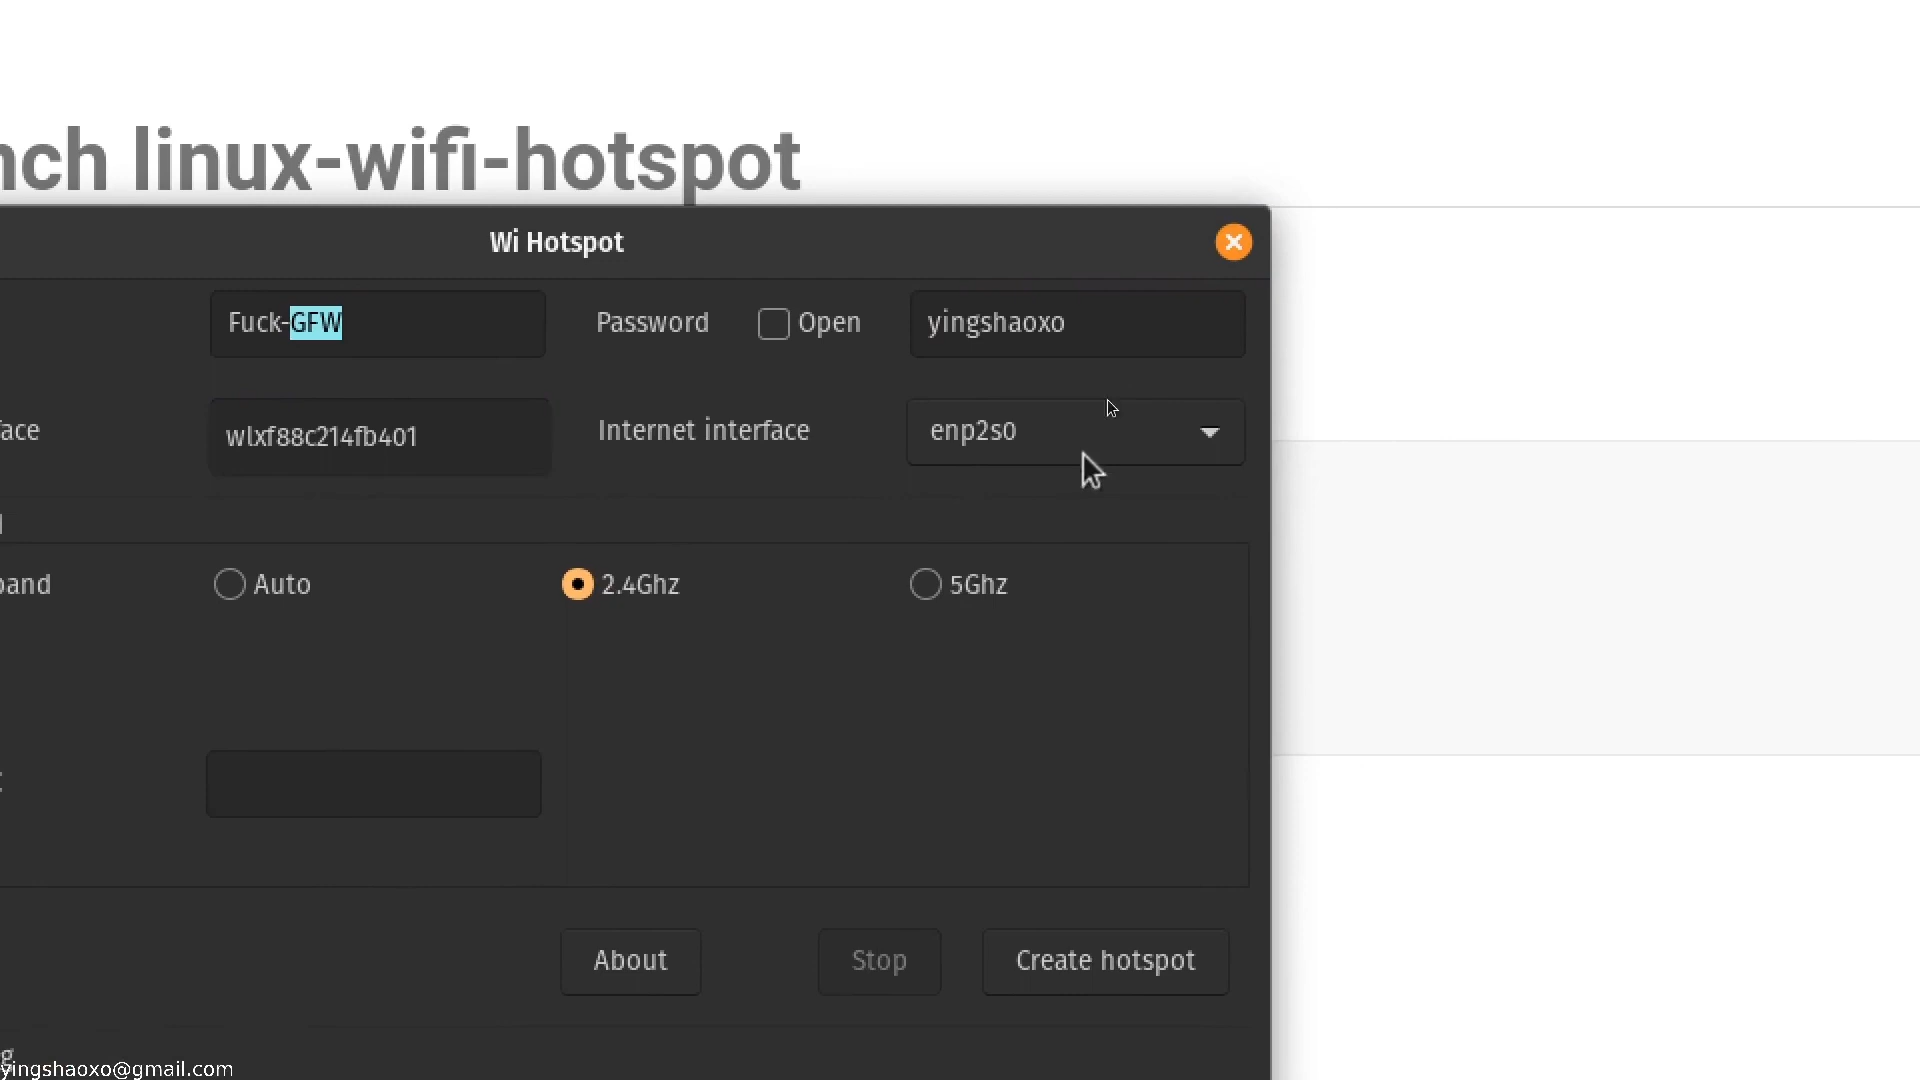 nch linux-wifi-hotspot
Wi Hotspot
Fuck-GFW
Password
Open
yingshaoxo
face
wlxf88c214fb401
Internet interface
enp2s0
band
Auto
2.4Ghz
5Ghz
About
Stop
Create hotspot
g
yingshaoxo@gmail.com